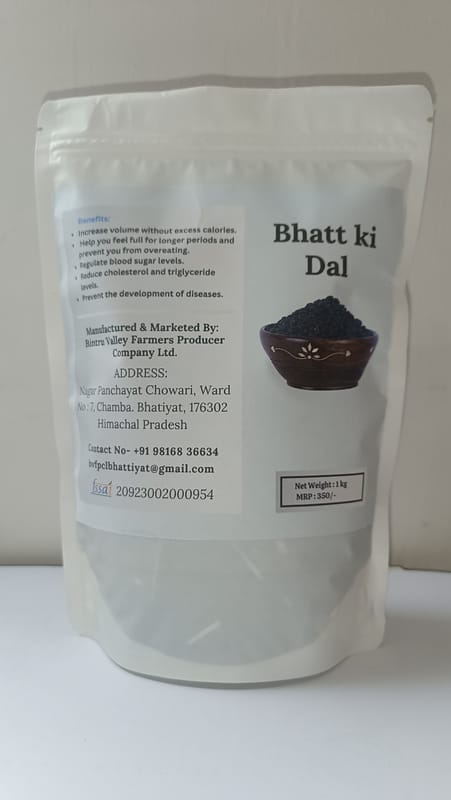 Benefits:
Increase volume without excess calories.
Help you feel full for longer periods and
prevent you from overeating.
Regulate blood sugar levels.
Reduce cholesterol and triglyceride
levels.
Prevent the development of diseases.
Manufactured & Marketed By:
Bintru Valley Farmers Producer
Company Ltd.
ADDRESS:
Nagar Panchayat Chowari, Ward
No : 7, Chamba. Bhatiyat, 176302
Himachal Pradesh
Contact No- +91 98168 36634
bvfpclbhattiyat@gmail.com
fssai 20923002000954
Bhatt ki
Dal
Net Weight : 1 kg
MRP : 350/-